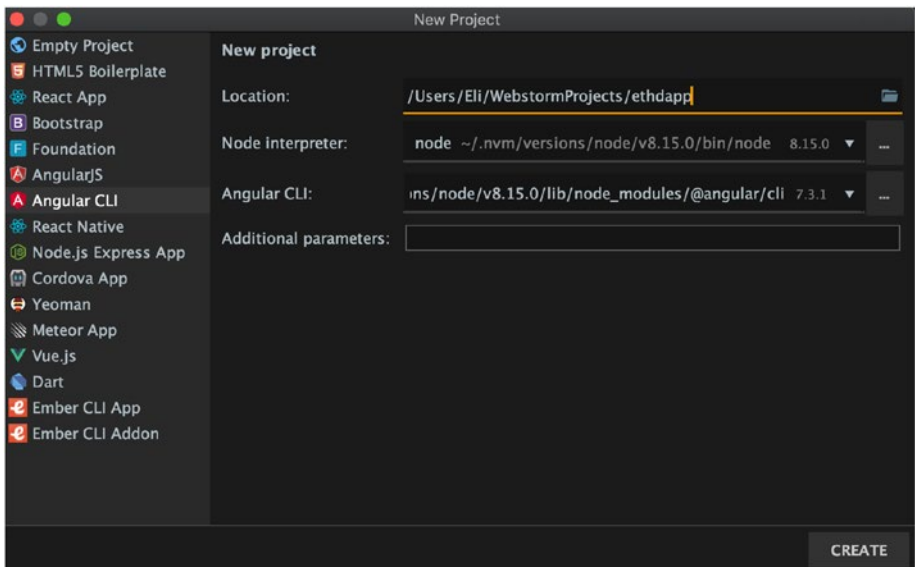 New Project
Empty Project
HTML5 Boilerplate
React App
Bootstrap
Foundation
AngularJS
Angular CLI
React Native
Node.js Express App
Cordova App
Yeoman
Meteor App
Vue.js
Dart
Ember CLI App
Ember CLI Addon
New project
Location: /Users/Eli/WebstormProjects/ethdapp
Node interpreter: node ~/.nvm/versions/node/v8.15.0/bin/node 8.15.0 ...
Angular CLI: ons/node/v8.15.0/lib/node_modules/@angular/cli 7.3.1 ...
Additional parameters:
CREATE